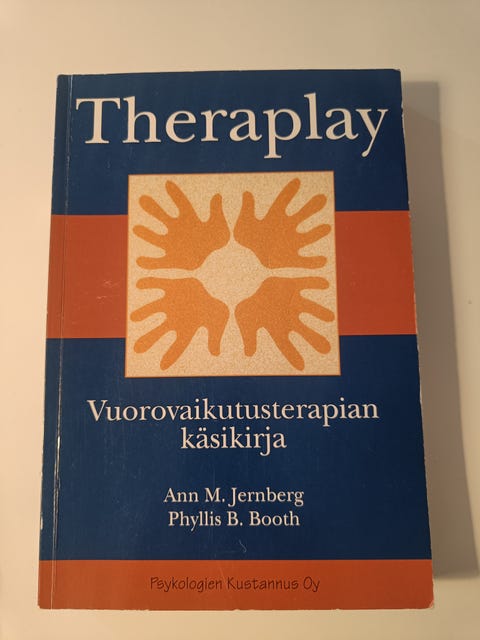 Theraplay
Vuorovaikutusterapian
käsikirja
Ann M. Jernberg
Phyllis B. Booth
Psykologien Kustannus Oy